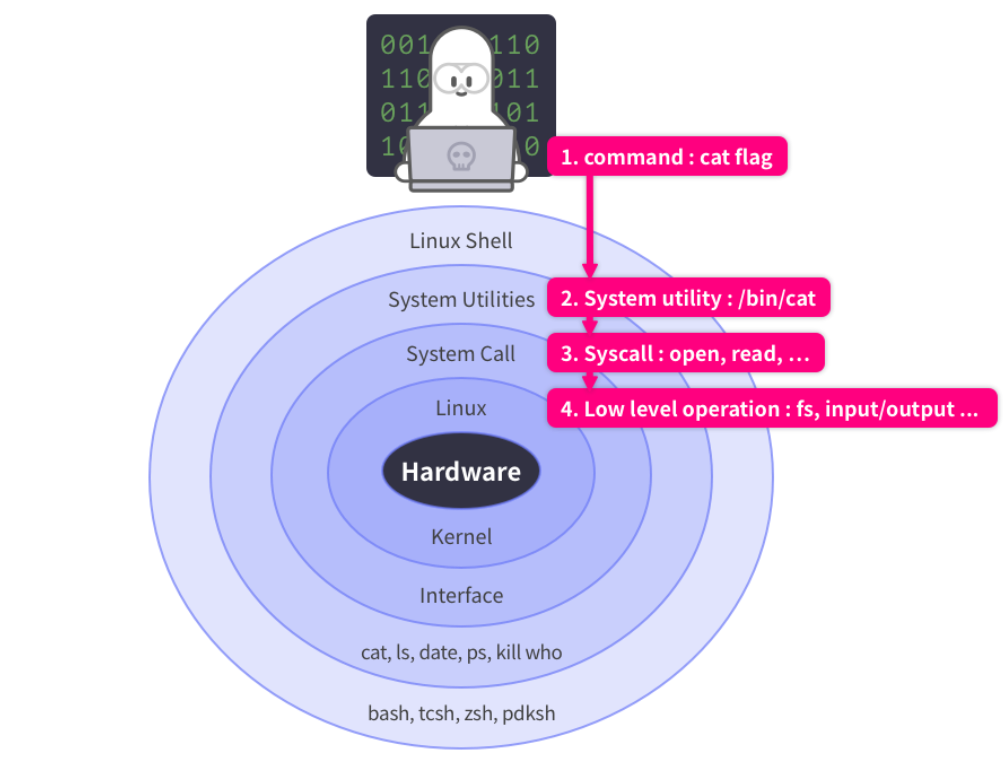 001 110
110 011
011 101
10 0
1. command : cat flag
Linux Shell
System Utilities
2. System utility : /bin/cat
System Call
3. Syscall : open, read, ...
Linux
4. Low level operation : fs, input/output ...
Hardware
Kernel
Interface
cat, ls, date, ps, kill who
bash, tcsh, zsh, pdksh